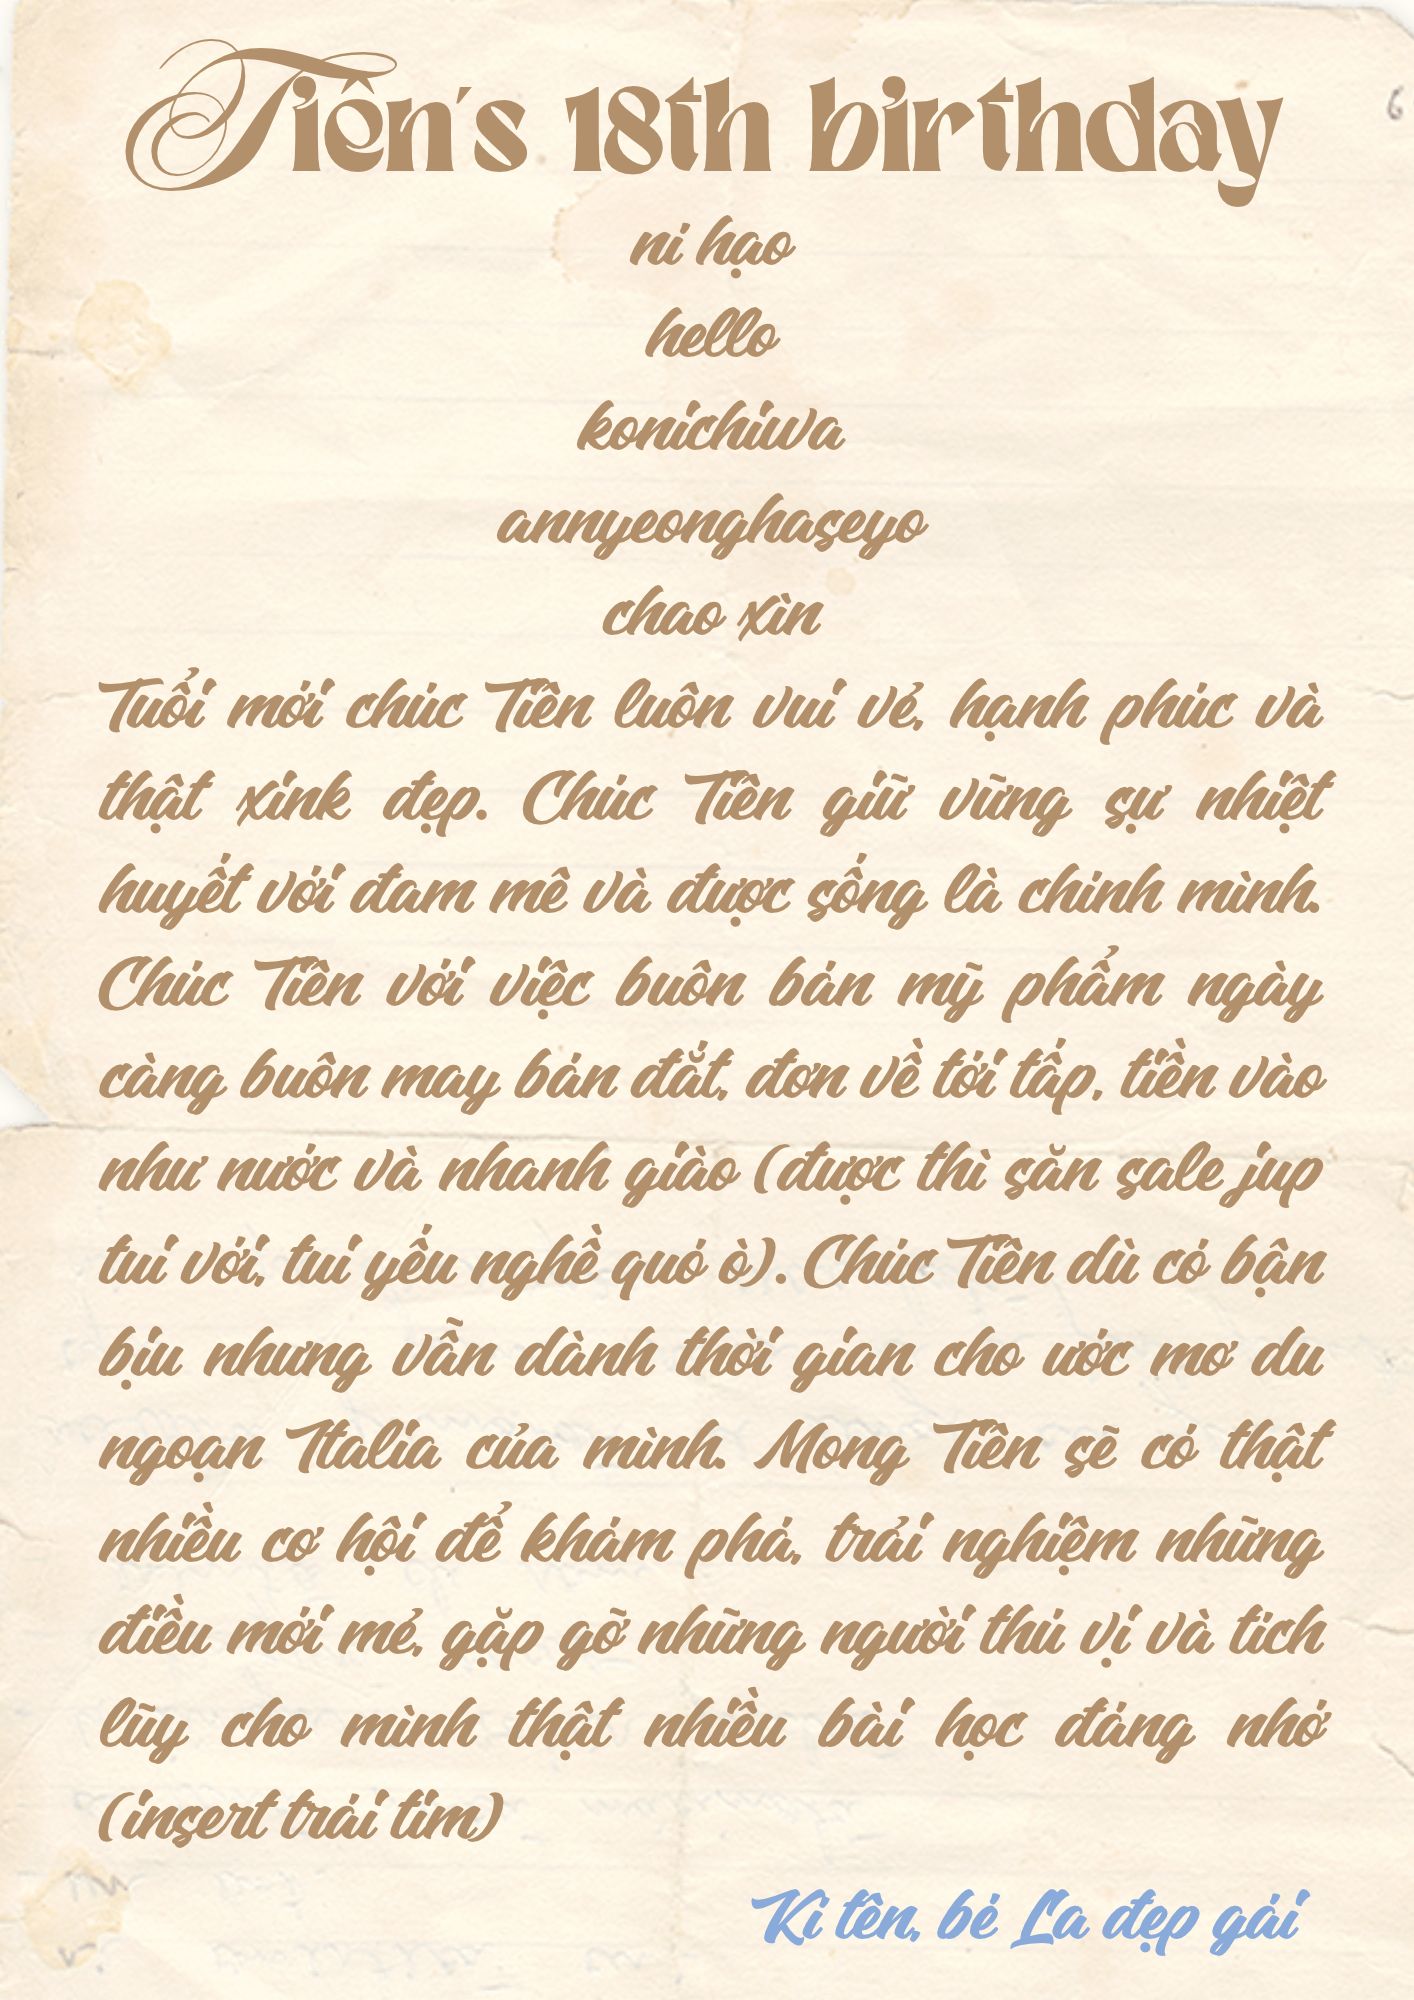 Tiên's 18th birthday
6
ni hạo
hello
konichiwa
annyeonghaseyo
chao xìn
Tuổi mới chúc Tiên luôn vui vẻ, hạnh phúc và
thật xink đẹp. Chúc Tiên giữ vững sự nhiệt
huyết với đam mê và được sống là chính mình.
Chúc Tiên với việc buôn bán mỹ phẩm ngày
càng buôn may bán đắt, đơn về tới tấp, tiền vào
như nước và nhanh giào (được thì săn sale jup
tui với, tui yếu nghề quó ò). Chúc Tiên dù có bận
bịu nhưng vẫn dành thời gian cho ước mơ du
ngoạn Italia của mình. Mong Tiên sẽ có thật
nhiều cơ hội để khám phá, trải nghiệm những
điều mới mẻ, gặp gỡ những người thú vị và tích
lũy cho mình thật nhiều bài học đáng nhớ
(insert trái tim)
Kí tên, bé La đẹp gái